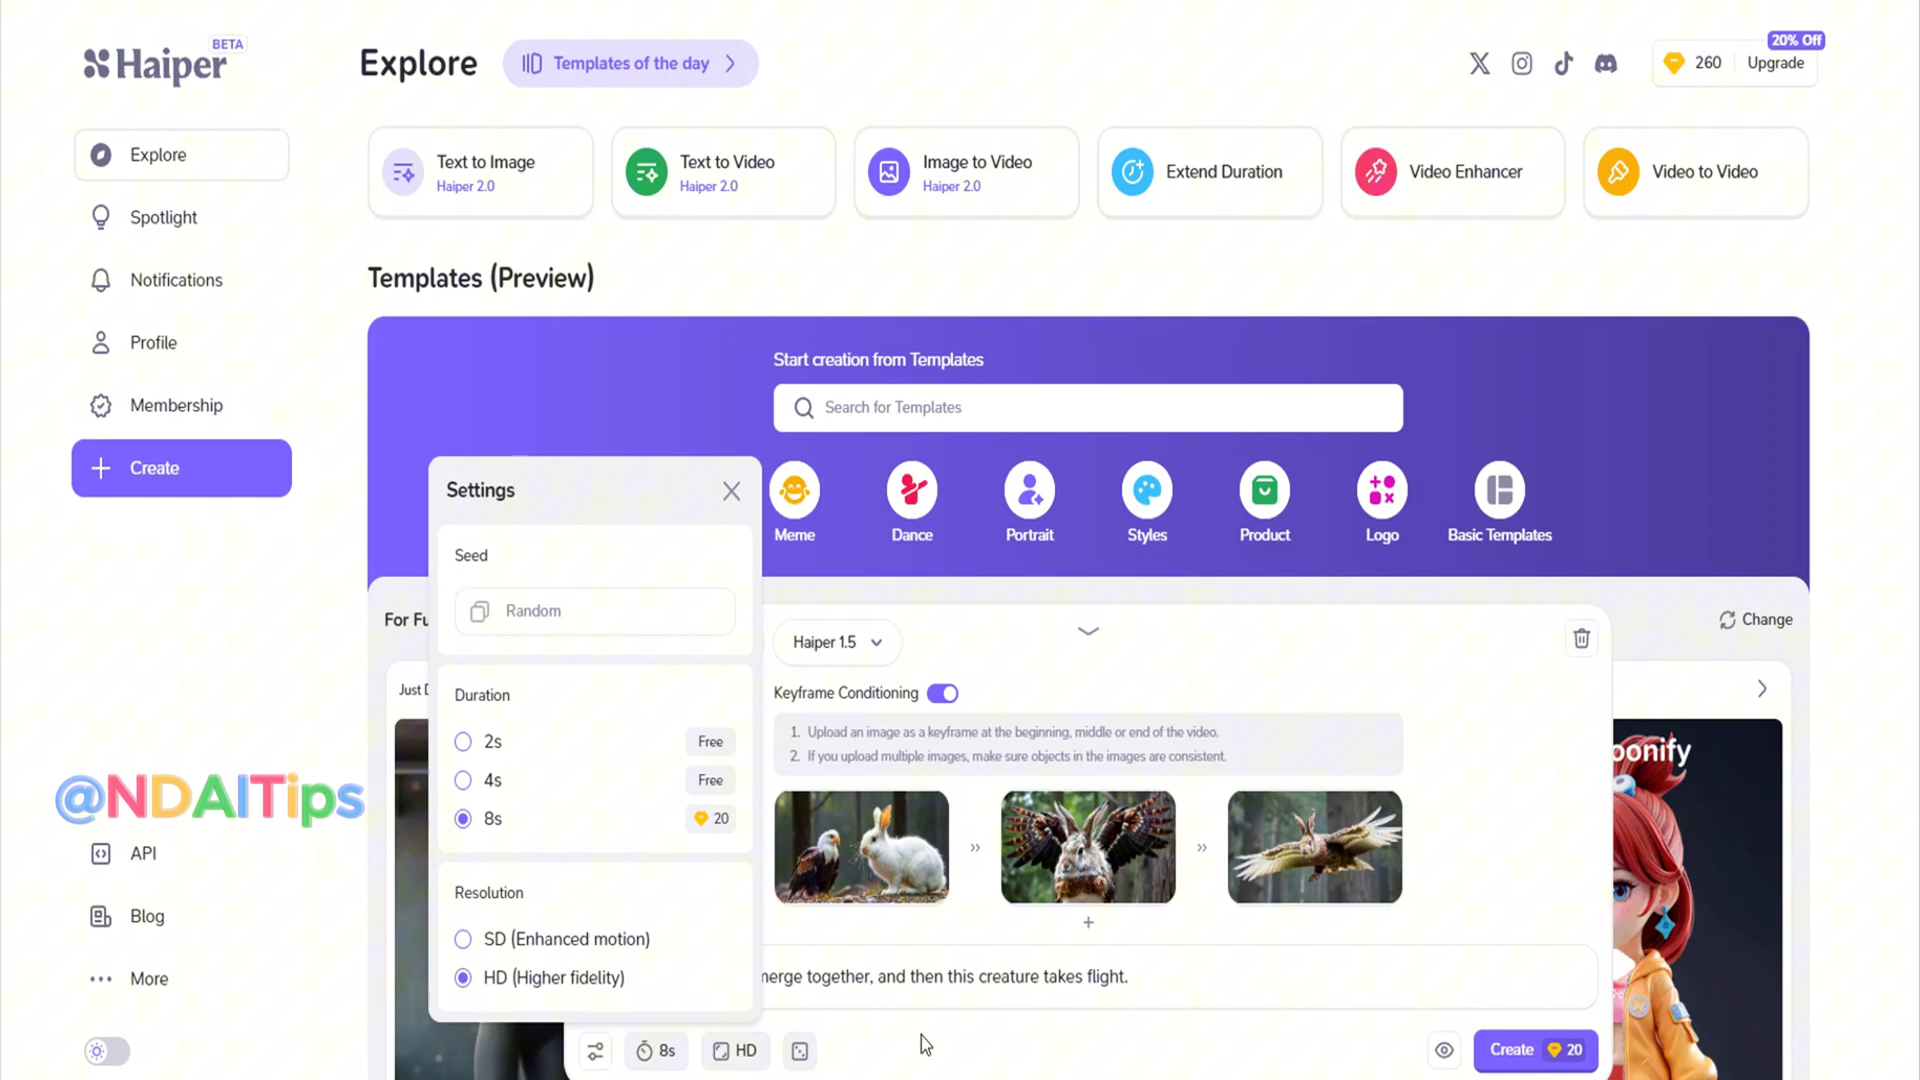 Haiper
BETA
Explore
Templates of the day
20% Off
260
Upgrade
Explore
Spotlight
Notifications
Profile
Membership
Create
API
Blog
More
@NDAITips
Text to Image
Haiper 2.0
Text to Video
Haiper 2.0
Image to Video
Haiper 2.0
Extend Duration
Video Enhancer
Video to Video
Templates (Preview)
Start creation from Templates
Search for Templates
Meme
Dance
Portrait
Styles
Product
Logo
Basic Templates
For Fu
Change
Just D
Settings
Seed
Random
Duration
2s
Free
4s
Free
8s
20
Resolution
SD (Enhanced motion)
HD (Higher fidelity)
Haiper 1.5
Keyframe Conditioning
1. Upload an image as a keyframe at the beginning, middle or end of the video.
2. If you upload multiple images, make sure objects in the images are consistent.
merge together, and then this creature takes flight.
oonify
8s
HD
Create
20